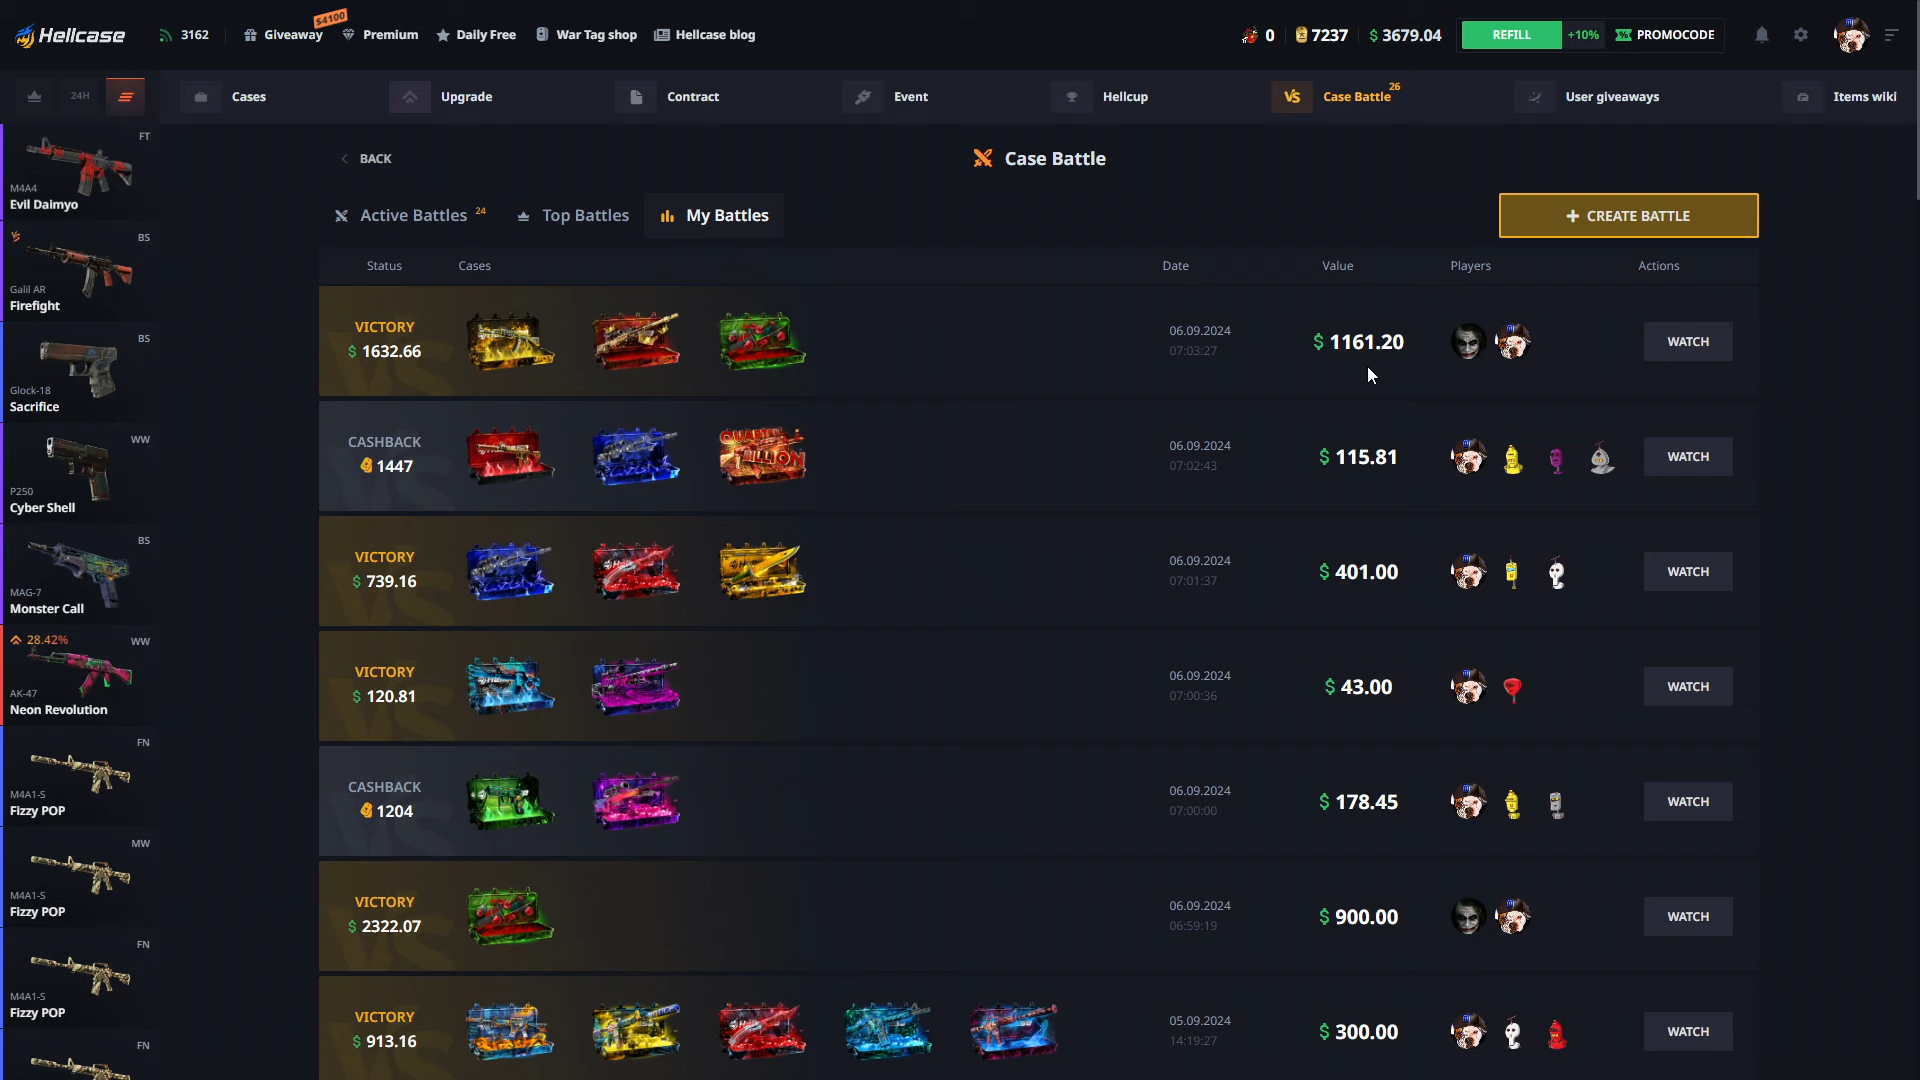 Hellcase
3162
Giveaway
$4100
Premium
Daily Free
War Tag shop
Hellcase blog
0
7237
$ 3679.04
REFILL
+10%
PROMOCODE
24H
Cases
Upgrade
Contract
Event
Hellcup
VS
Case Battle
26
User giveaways
Items wiki
FT
M4A4
Evil Daimyo
BS
Galil AR
Firefight
BS
Glock-18
Sacrifice
WW
P250
Cyber Shell
BS
MAG-7
Monster Call
28.42%
WW
AK-47
Neon Revolution
FN
M4A1-S
Fizzy POP
MW
M4A1-S
Fizzy POP
FN
M4A1-S
Fizzy POP
FN
BACK
Case Battle
Active Battles 24
Top Battles
My Battles
+ CREATE BATTLE
Status
Cases
Date
Value
Players
Actions
VICTORY
$ 1632.66
06.09.2024
07:03:27
$ 1161.20
WATCH
CASHBACK
1447
QUARTER MILLION
06.09.2024
07:02:43
$ 115.81
WATCH
VICTORY
$ 739.16
06.09.2024
07:01:37
$ 401.00
WATCH
VICTORY
$ 120.81
06.09.2024
07:00:36
$ 43.00
WATCH
CASHBACK
1204
06.09.2024
07:00:00
$ 178.45
WATCH
VICTORY
$ 2322.07
06.09.2024
06:59:19
$ 900.00
WATCH
VICTORY
$ 913.16
05.09.2024
14:19:27
$ 300.00
WATCH